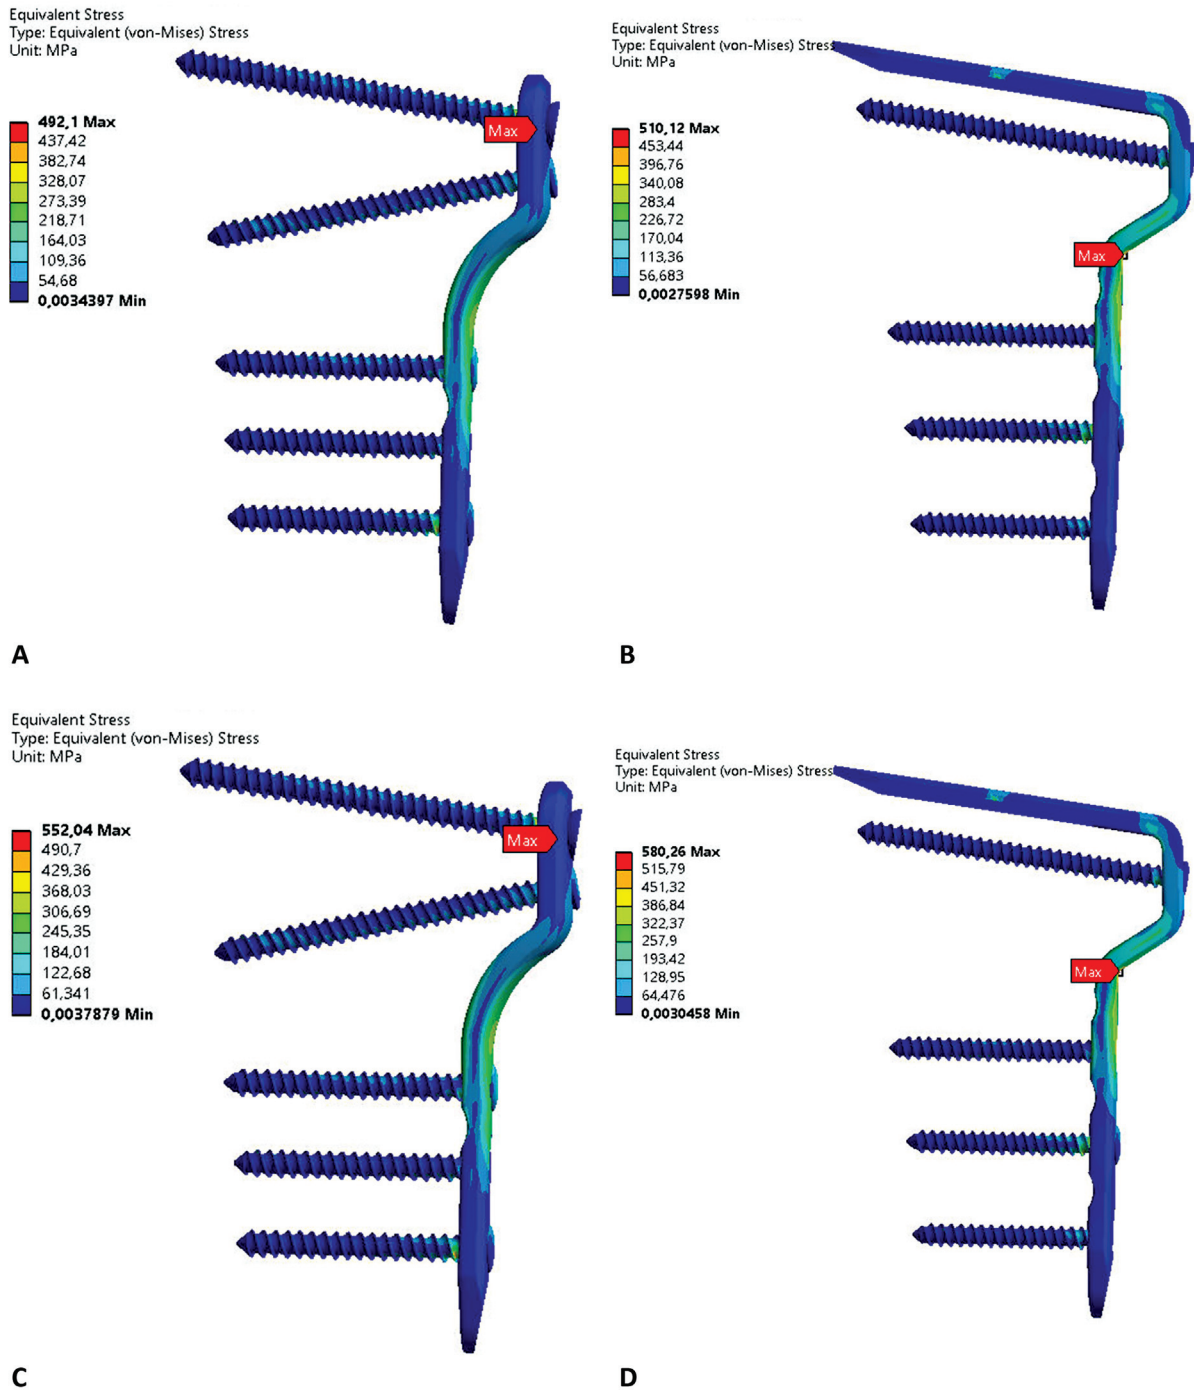 Equivalent Stress
Type: Equivalent (von-Mises) Stress
Unit: MPa
492,1 Max
437,42
382,74
328,07
273,39
218,71
164,03
109,36
54,68
0,0034397 Min
Max
A
Equivalent Stress
Type: Equivalent (von-Mises) Stress
Unit: MPa
510,12 Max
453,44
396,76
340,08
283,4
226,72
170,04
113,36
56,683
0,0027598 Min
Max
B
Equivalent Stress
Type: Equivalent (von-Mises) Stress
Unit: MPa
552,04 Max
490,7
429,36
368,03
306,69
245,35
184,01
122,68
61,341
0,0037879 Min
Max
C
Equivalent Stress
Type: Equivalent (von-Mises) Stress
Unit: MPa
580,26 Max
515,79
451,32
386,84
322,37
257,9
193,42
128,95
64,476
0,0030458 Min
Max
D